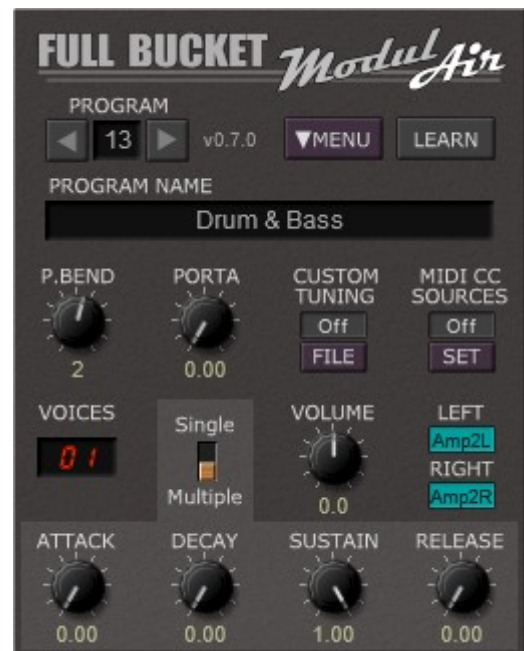 FULL BUCKET ModulAir
PROGRAM
13 v0.7.0 ▼MENU LEARN
PROGRAM NAME
Drum & Bass
P.BEND PORTA CUSTOM TUNING MIDI CC SOURCES
Off Off
FILE SET
2 0.00
VOICES Single VOLUME LEFT
01 Amp2L
RIGHT
Multiple Amp2R
0.0
ATTACK DECAY SUSTAIN RELEASE
0.00 0.00 1.00 0.00